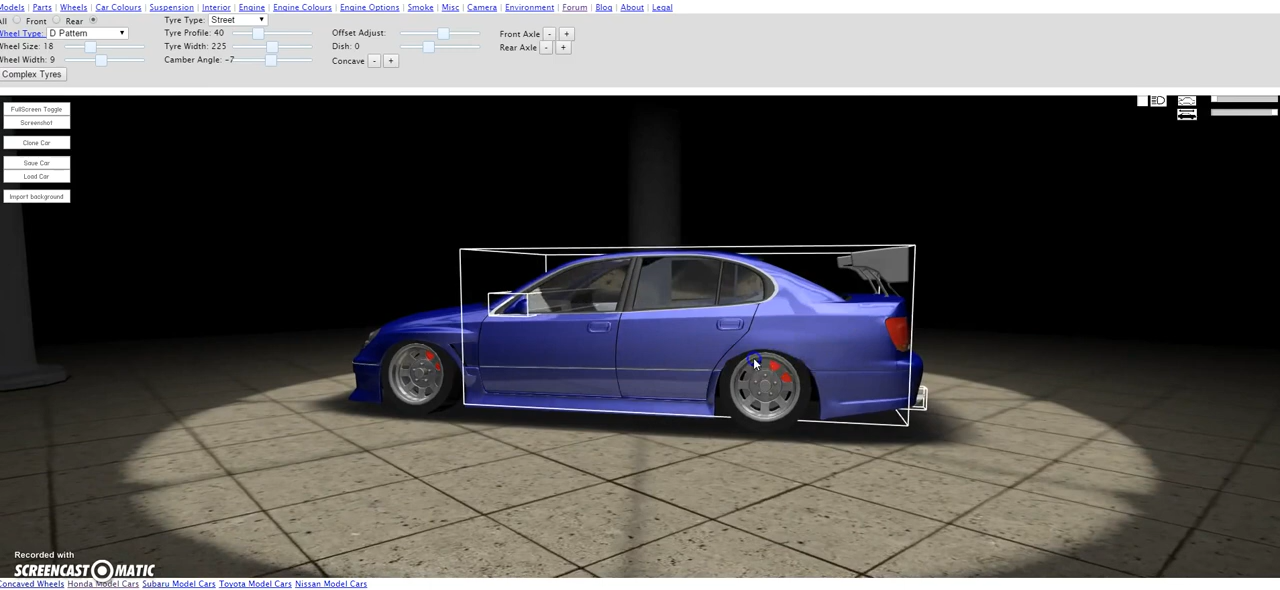 Models | Parts | Wheels | Car Colours | Suspension | Interior | Engine | Engine Colours | Engine Options | Smoke | Misc | Camera | Environment | Forum | Blog | About | Legal
All Front Rear
Tyre Type: Street
Wheel Type: D Pattern
Tyre Profile: 40
Offset Adjust:
Front Axle - +
Wheel Size: 18
Tyre Width: 225
Dish: 0
Rear Axle - +
Wheel Width: 9
Camber Angle: -7
Concave - +
Complex Tyres
FullScreen Toggle
Screenshot
Clone Car
Save Car
Load Car
Import background
Recorded with
SCREENCAST-O-MATIC
Concaved Wheels Honda Model Cars Subaru Model Cars Toyota Model Cars Nissan Model Cars